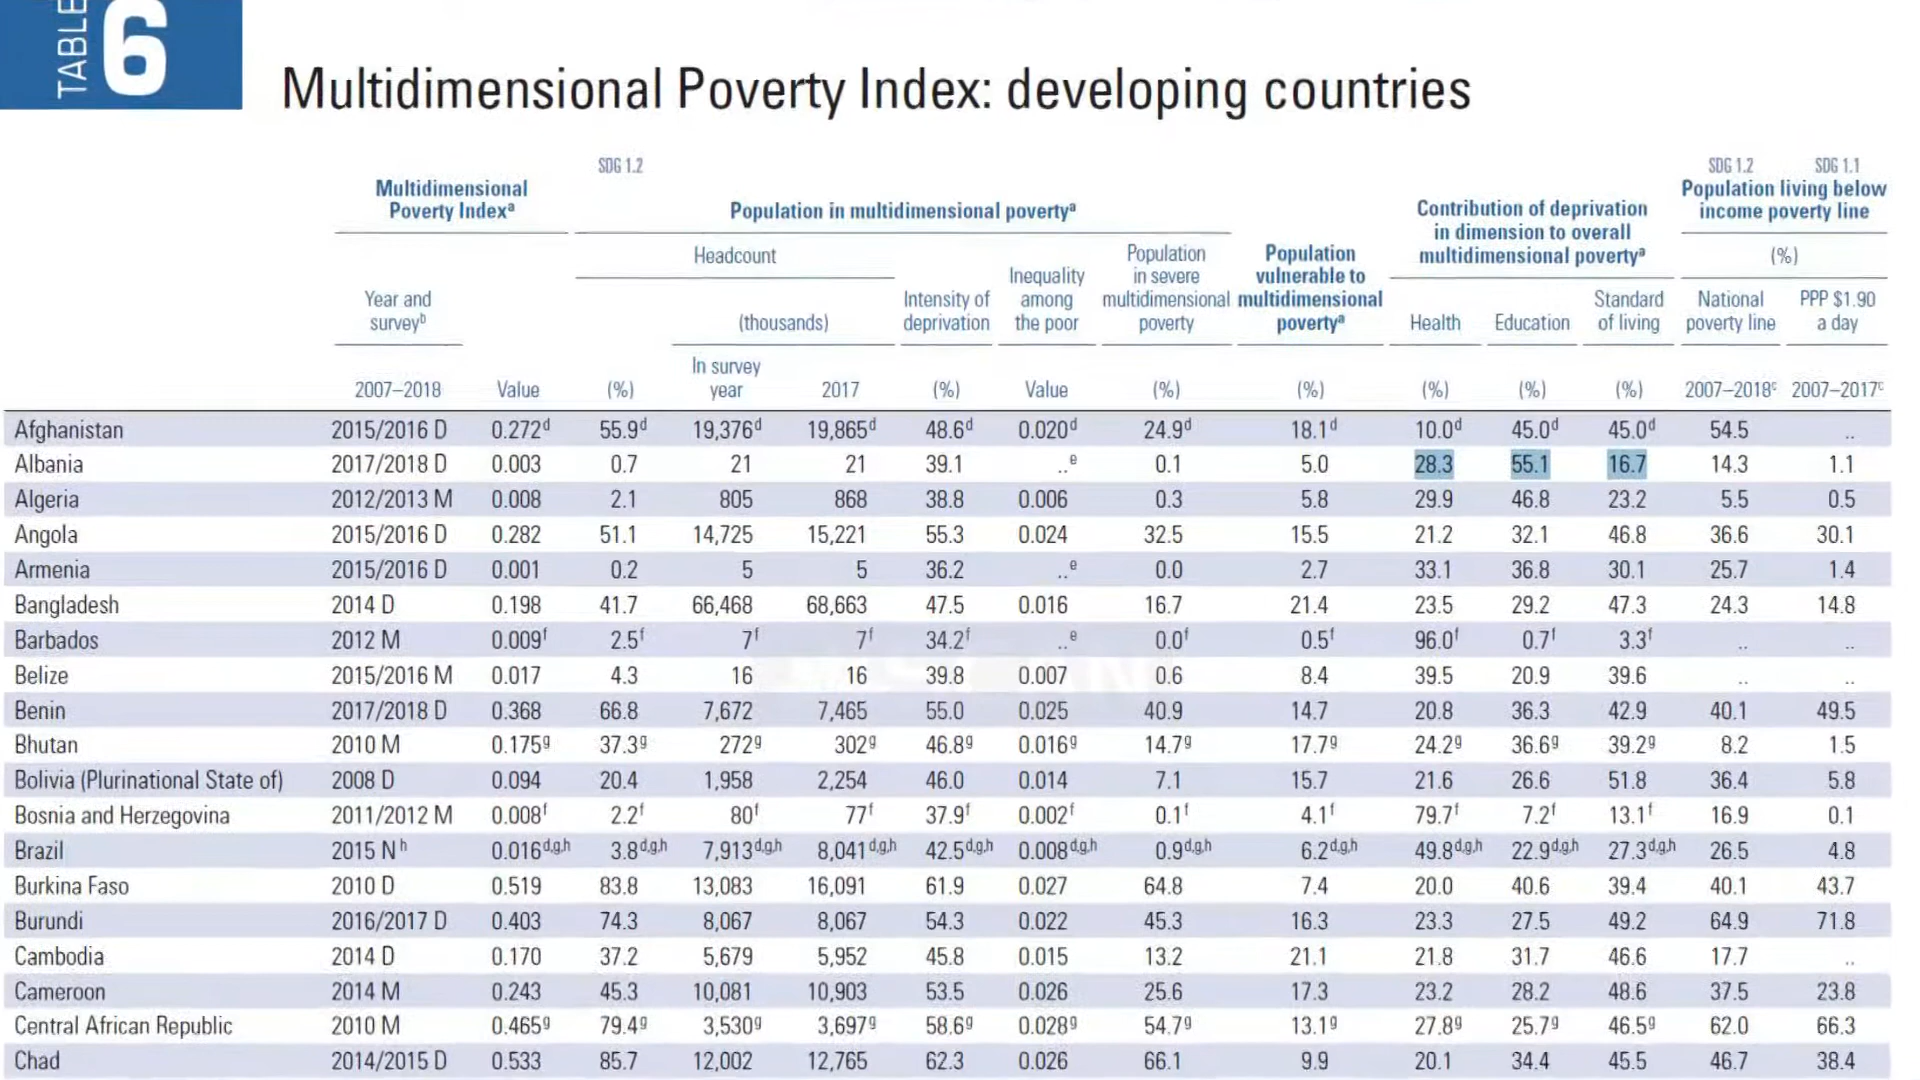 TABLE 6
Multidimensional Poverty Index: developing countries
SDG 1.2 SDG 1.2 SDG 1.1
Multidimensional Poverty Indexᵃ
Population in multidimensional povertyᵃ
Population vulnerable to multidimensional povertyᵃ
Contribution of deprivation in dimension to overall multidimensional povertyᵃ
Population living below income poverty line
Headcount
(%)
Year and surveyᵇ
(thousands)
Intensity of deprivation
Inequality among the poor
Population in severe multidimensional poverty
Health Education Standard of living
National poverty line
PPP $1.90 a day
2007–2018 Value (%) In survey year 2017 (%) Value (%) (%) (%) (%) (%) 2007–2018ᶜ 2007–2017ᶜ
Afghanistan 2015/2016 D 0.272ᵈ 55.9ᵈ 19,376ᵈ 19,865ᵈ 48.6ᵈ 0.020ᵈ 24.9ᵈ 18.1ᵈ 10.0ᵈ 45.0ᵈ 45.0ᵈ 54.5 ..
Albania 2017/2018 D 0.003 0.7 21 21 39.1 ..ᵉ 0.1 5.0 28.3 55.1 16.7 14.3 1.1
Algeria 2012/2013 M 0.008 2.1 805 868 38.8 0.006 0.3 5.8 29.9 46.8 23.2 5.5 0.5
Angola 2015/2016 D 0.282 51.1 14,725 15,221 55.3 0.024 32.5 15.5 21.2 32.1 46.8 36.6 30.1
Armenia 2015/2016 D 0.001 0.2 5 5 36.2 ..ᵉ 0.0 2.7 33.1 36.8 30.1 25.7 1.4
Bangladesh 2014 D 0.198 41.7 66,468 68,663 47.5 0.016 16.7 21.4 23.5 29.2 47.3 24.3 14.8
Barbados 2012 M 0.009ᶠ 2.5ᶠ 7ᶠ 7ᶠ 34.2ᶠ ..ᵉ 0.0ᶠ 0.5ᶠ 96.0ᶠ 0.7ᶠ 3.3ᶠ .. ..
Belize 2015/2016 M 0.017 4.3 16 16 39.8 0.007 0.6 8.4 39.5 20.9 39.6 .. ..
Benin 2017/2018 D 0.368 66.8 7,672 7,465 55.0 0.025 40.9 14.7 20.8 36.3 42.9 40.1 49.5
Bhutan 2010 M 0.175ᵍ 37.3ᵍ 272ᵍ 302ᵍ 46.8ᵍ 0.016ᵍ 14.7ᵍ 17.7ᵍ 24.2ᵍ 36.6ᵍ 39.2ᵍ 8.2 1.5
Bolivia (Plurinational State of) 2008 D 0.094 20.4 1,958 2,254 46.0 0.014 7.1 15.7 21.6 26.6 51.8 36.4 5.8
Bosnia and Herzegovina 2011/2012 M 0.008ᶠ 2.2ᶠ 80ᶠ 77ᶠ 37.9ᶠ 0.002ᶠ 0.1ᶠ 4.1ᶠ 79.7ᶠ 7.2ᶠ 13.1ᶠ 16.9 0.1
Brazil 2015 Nʰ 0.016ᵈ,ᵍ,ʰ 3.8ᵈ,ᵍ,ʰ 7,913ᵈ,ᵍ,ʰ 8,041ᵈ,ᵍ,ʰ 42.5ᵈ,ᵍ,ʰ 0.008ᵈ,ᵍ,ʰ 0.9ᵈ,ᵍ,ʰ 6.2ᵈ,ᵍ,ʰ 49.8ᵈ,ᵍ,ʰ 22.9ᵈ,ᵍ,ʰ 27.3ᵈ,ᵍ,ʰ 26.5 4.8
Burkina Faso 2010 D 0.519 83.8 13,083 16,091 61.9 0.027 64.8 7.4 20.0 40.6 39.4 40.1 43.7
Burundi 2016/2017 D 0.403 74.3 8,067 8,067 54.3 0.022 45.3 16.3 23.3 27.5 49.2 64.9 71.8
Cambodia 2014 D 0.170 37.2 5,679 5,952 45.8 0.015 13.2 21.1 21.8 31.7 46.6 17.7 ..
Cameroon 2014 M 0.243 45.3 10,081 10,903 53.5 0.026 25.6 17.3 23.2 28.2 48.6 37.5 23.8
Central African Republic 2010 M 0.465ᵍ 79.4ᵍ 3,530ᵍ 3,697ᵍ 58.6ᵍ 0.028ᵍ 54.7ᵍ 13.1ᵍ 27.8ᵍ 25.7ᵍ 46.5ᵍ 62.0 66.3
Chad 2014/2015 D 0.533 85.7 12,002 12,765 62.3 0.026 66.1 9.9 20.1 34.4 45.5 46.7 38.4